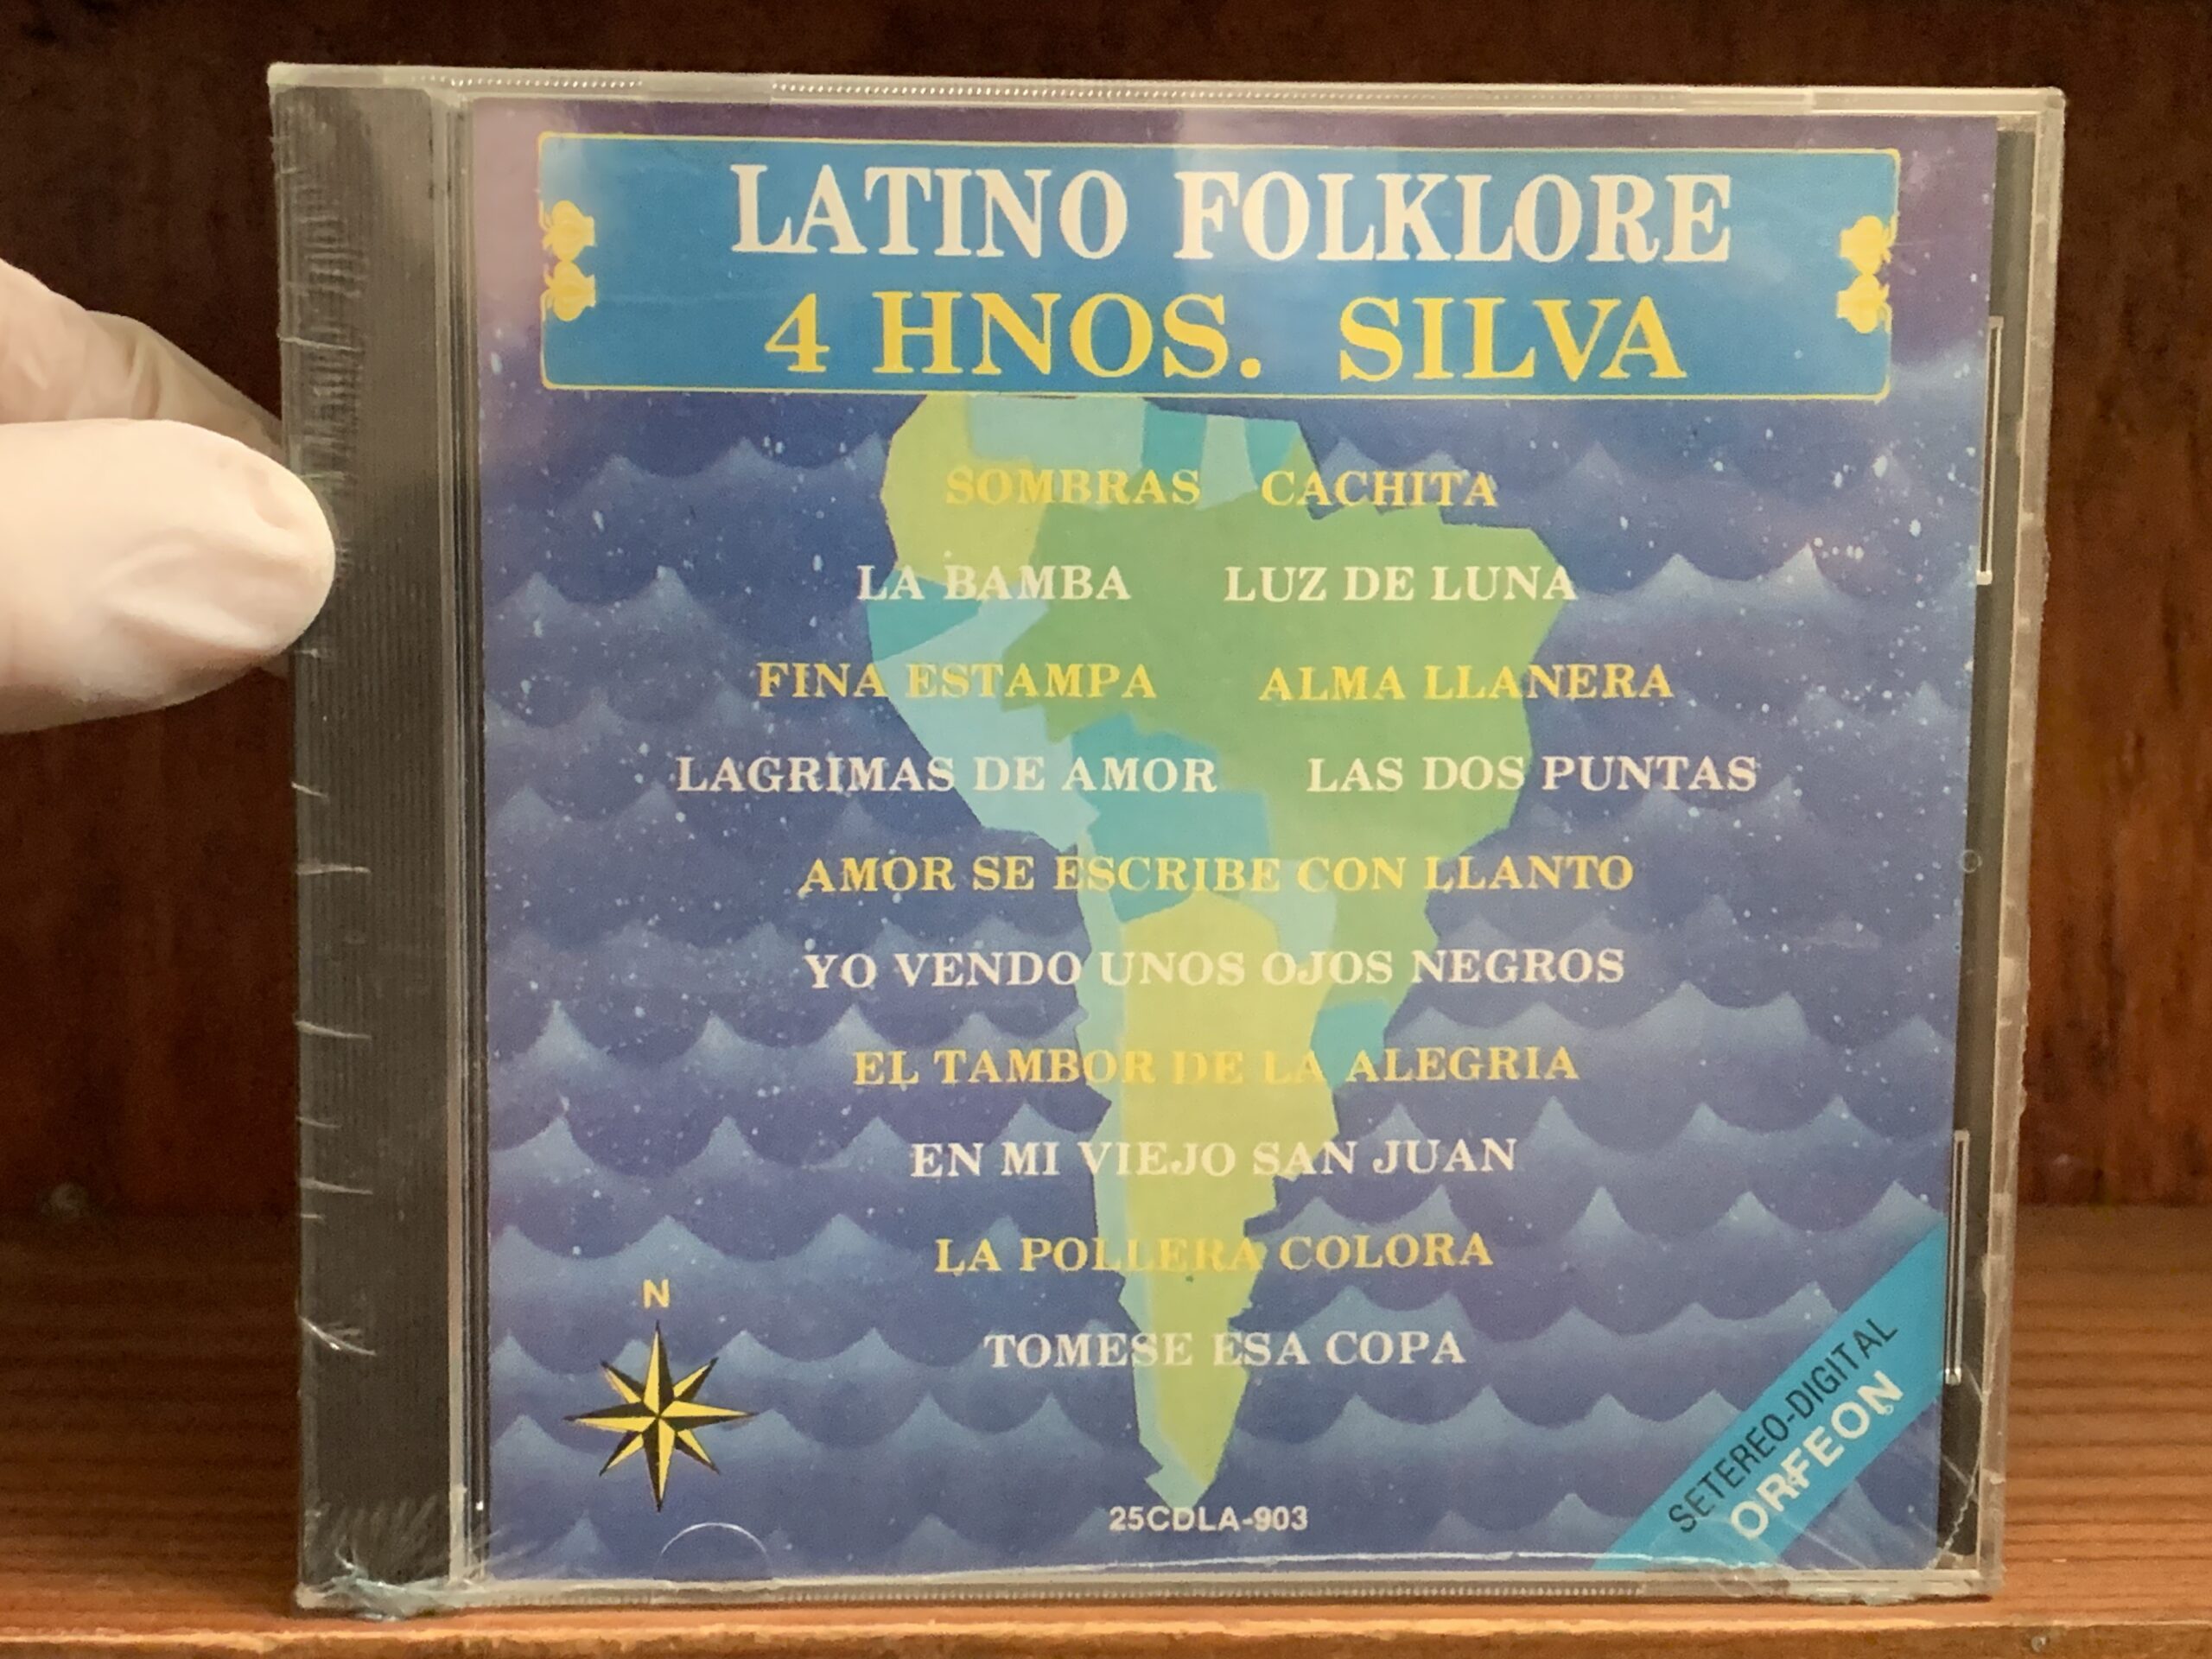 LATINO FOLKLORE
4 HNOS. SILVA
SOMBRAS CACHITA
LA BAMBA LUZ DE LUNA
FINA ESTAMPA ALMA LLANERA
LAGRIMAS DE AMOR LAS DOS PUNTAS
AMOR SE ESCRIBE CON LLANTO
YO VENDO UNOS OJOS NEGROS
EL TAMBOR DE LA ALEGRIA
EN MI VIEJO SAN JUAN
LA POLLERA COLORA
N
TOMESE ESA COPA
SETEREO-DIGITAL
ORFEON
25CDLA-903